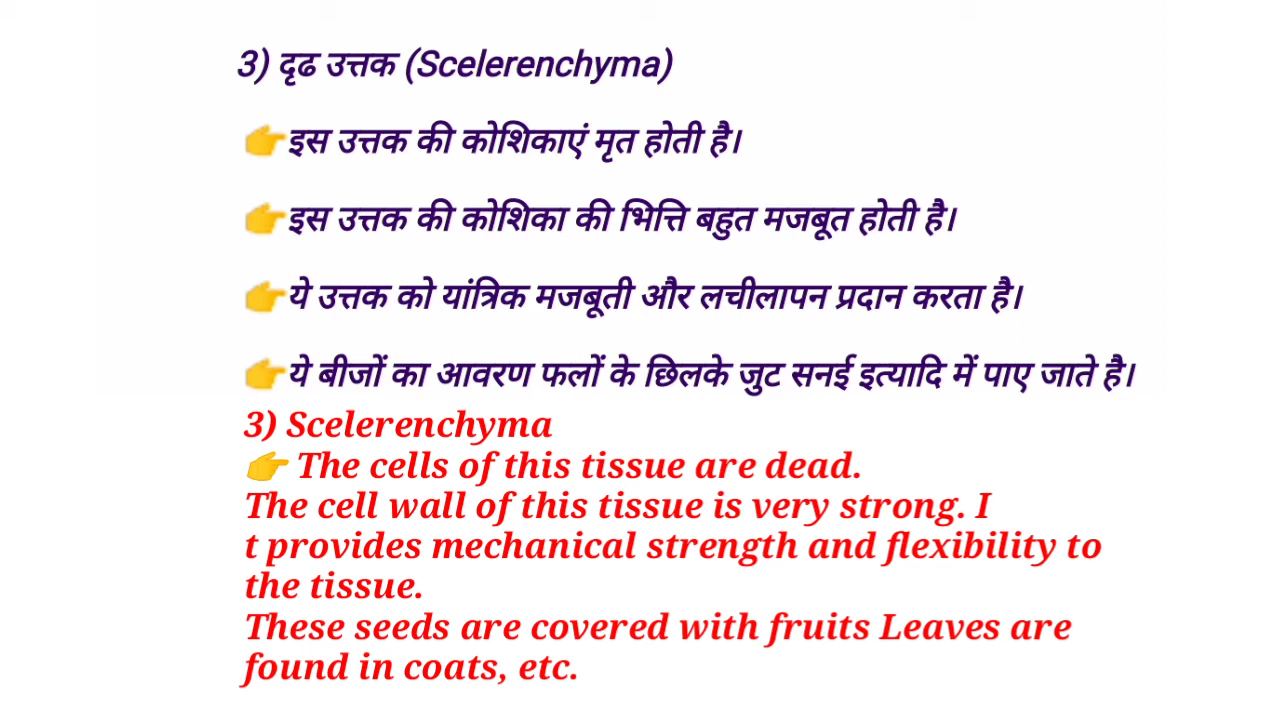 3) दृढ उत्तक (Scelerenchyma)
👉इस उत्तक की कोशिकाएं मृत होती है।
👉इस उत्तक की कोशिका की भित्ति बहुत मजबूत होती है।
👉ये उत्तक को यांत्रिक मजबूती और लचीलापन प्रदान करता है।
👉ये बीजों का आवरण फलों के छिलके जुट सनई इत्यादि में पाए जाते है।
3) Scelerenchyma
👉 The cells of this tissue are dead.
The cell wall of this tissue is very strong. I
t provides mechanical strength and flexibility to
the tissue.
These seeds are covered with fruits Leaves are
found in coats, etc.